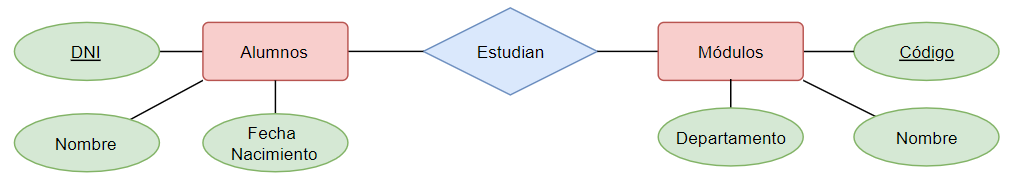 DNI
Alumnos
Estudian
Módulos
Código
Nombre
Fecha
Nacimiento
Departamento
Nombre